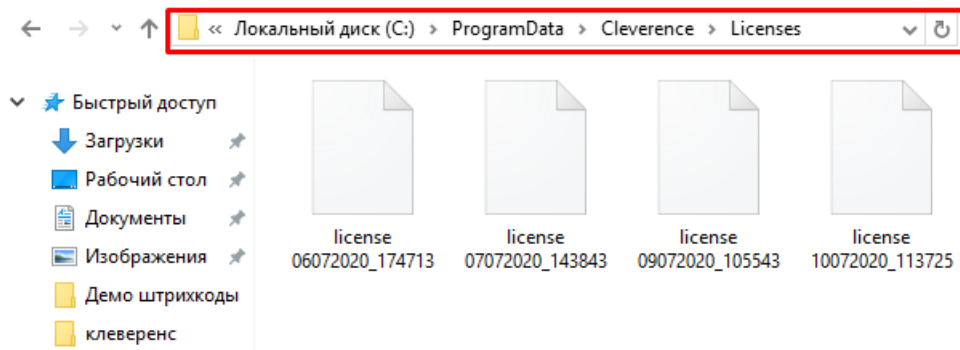 « Локальный диск (C:) › ProgramData › Cleverence › Licenses
Быстрый доступ
Загрузки
Рабочий стол
Документы
Изображения
Демо штрихкоды
клеверенс
license
06072020_174713
license
07072020_143843
license
09072020_105543
license
10072020_113725